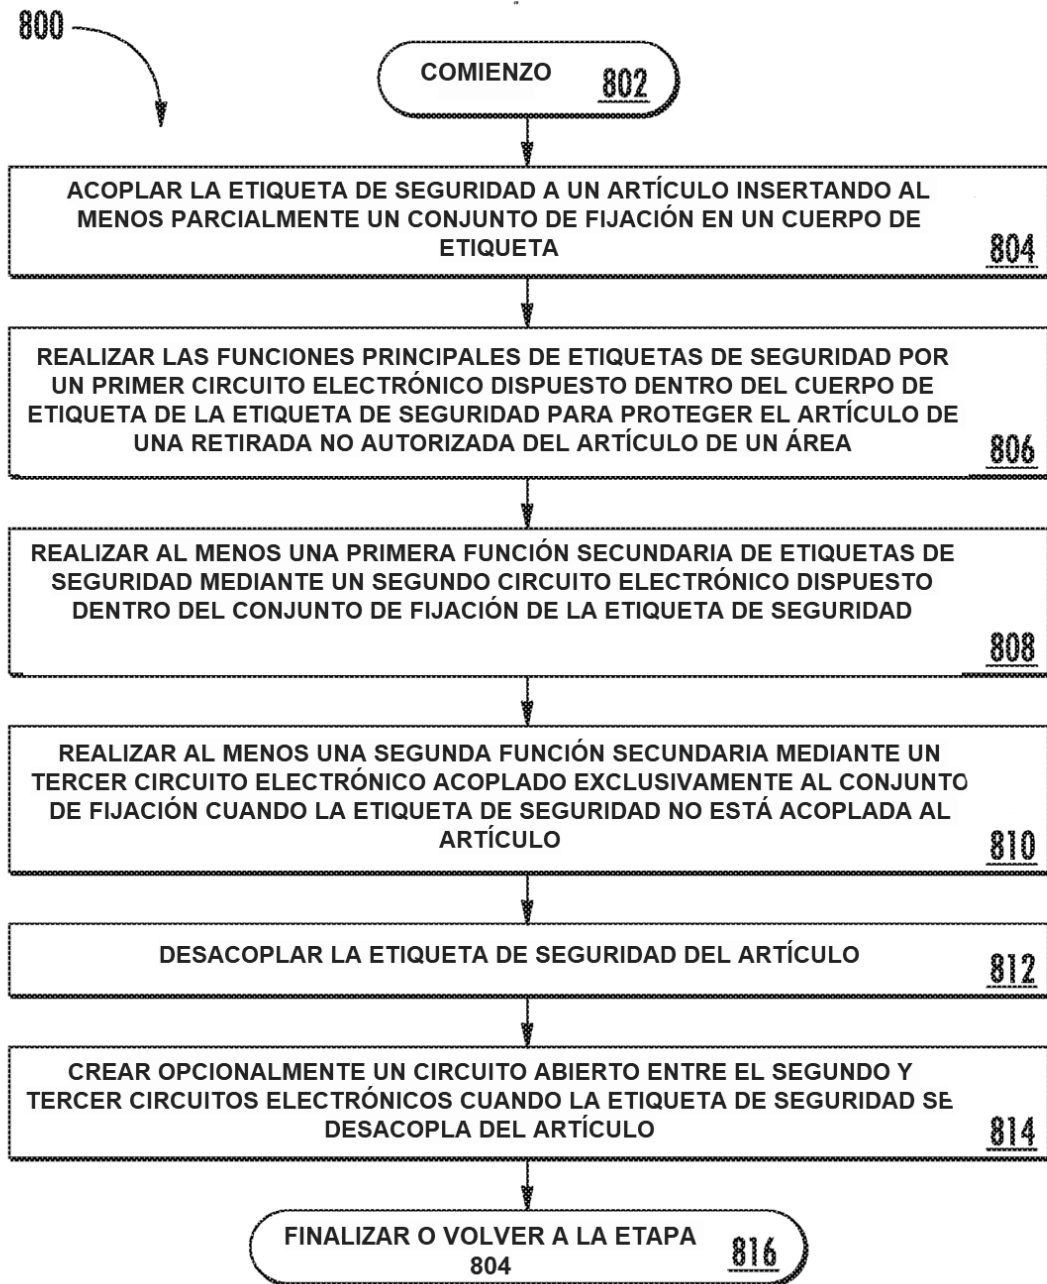 800
COMIENZO 802
ACOPLAR LA ETIQUETA DE SEGURIDAD A UN ARTÍCULO INSERTANDO AL
MENOS PARCIALMENTE UN CONJUNTO DE FIJACIÓN EN UN CUERPO DE
ETIQUETA
804
REALIZAR LAS FUNCIONES PRINCIPALES DE ETIQUETAS DE SEGURIDAD POR
UN PRIMER CIRCUITO ELECTRÓNICO DISPUESTO DENTRO DEL CUERPO DE
ETIQUETA DE LA ETIQUETA DE SEGURIDAD PARA PROTEGER EL ARTÍCULO DE
UNA RETIRADA NO AUTORIZADA DEL ARTÍCULO DE UN ÁREA
806
REALIZAR AL MENOS UNA PRIMERA FUNCIÓN SECUNDARIA DE ETIQUETAS DE
SEGURIDAD MEDIANTE UN SEGUNDO CIRCUITO ELECTRÓNICO DISPUESTO
DENTRO DEL CONJUNTO DE FIJACIÓN DE LA ETIQUETA DE SEGURIDAD
808
REALIZAR AL MENOS UNA SEGUNDA FUNCIÓN SECUNDARIA MEDIANTE UN
TERCER CIRCUITO ELECTRÓNICO ACOPLADO EXCLUSIVAMENTE AL CONJUNTO
DE FIJACIÓN CUANDO LA ETIQUETA DE SEGURIDAD NO ESTÁ ACOPLADA AL
ARTÍCULO
810
DESACOPLAR LA ETIQUETA DE SEGURIDAD DEL ARTÍCULO
812
CREAR OPCIONALMENTE UN CIRCUITO ABIERTO ENTRE EL SEGUNDO Y
TERCER CIRCUITOS ELECTRÓNICOS CUANDO LA ETIQUETA DE SEGURIDAD SE
DESACOPLA DEL ARTÍCULO
814
FINALIZAR O VOLVER A LA ETAPA
804
816